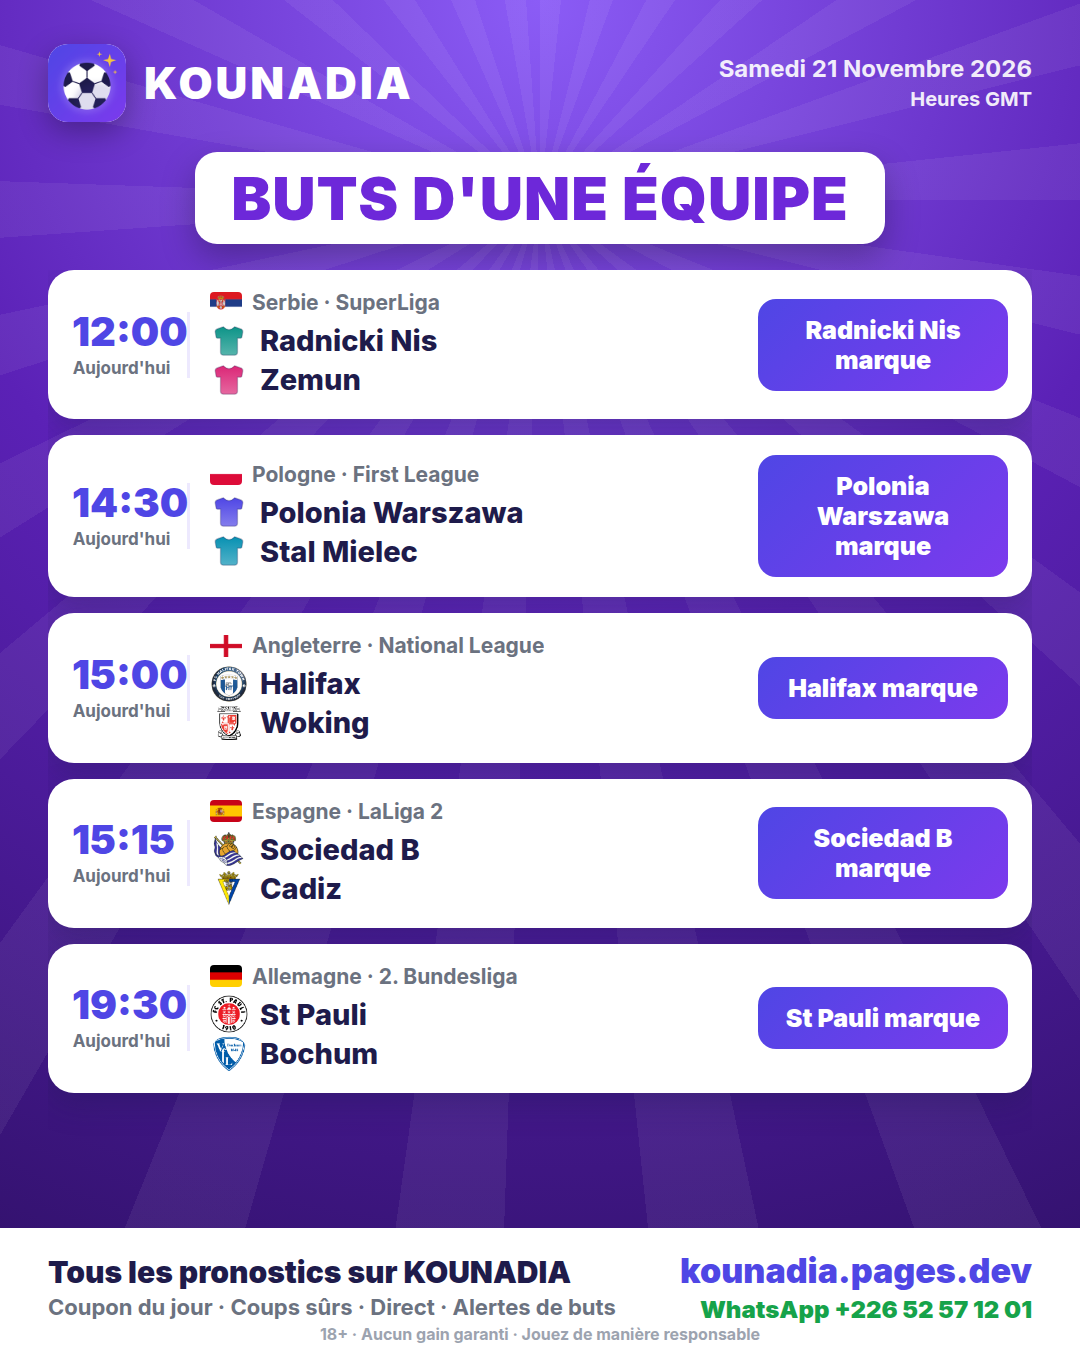 KOUNADIA
Samedi 21 Novembre 2026
Heures GMT
BUTS D'UNE ÉQUIPE
12:00
Aujourd'hui
Serbie · SuperLiga
Radnicki Nis
Zemun
Radnicki Nis
marque
14:30
Aujourd'hui
Pologne · First League
Polonia Warszawa
Stal Mielec
Polonia
Warszawa
marque
15:00
Aujourd'hui
Angleterre · National League
Halifax
Woking
Halifax marque
15:15
Aujourd'hui
Espagne · LaLiga 2
Sociedad B
Cadiz
Sociedad B
marque
19:30
Aujourd'hui
Allemagne · 2. Bundesliga
FC ST. PAULI
1910
St Pauli
Bochum
St Pauli marque
Tous les pronostics sur KOUNADIA
Coupon du jour · Coups sûrs · Direct · Alertes de buts
kounadia.pages.dev
WhatsApp +226 52 57 12 01
18+ · Aucun gain garanti · Jouez de manière responsable